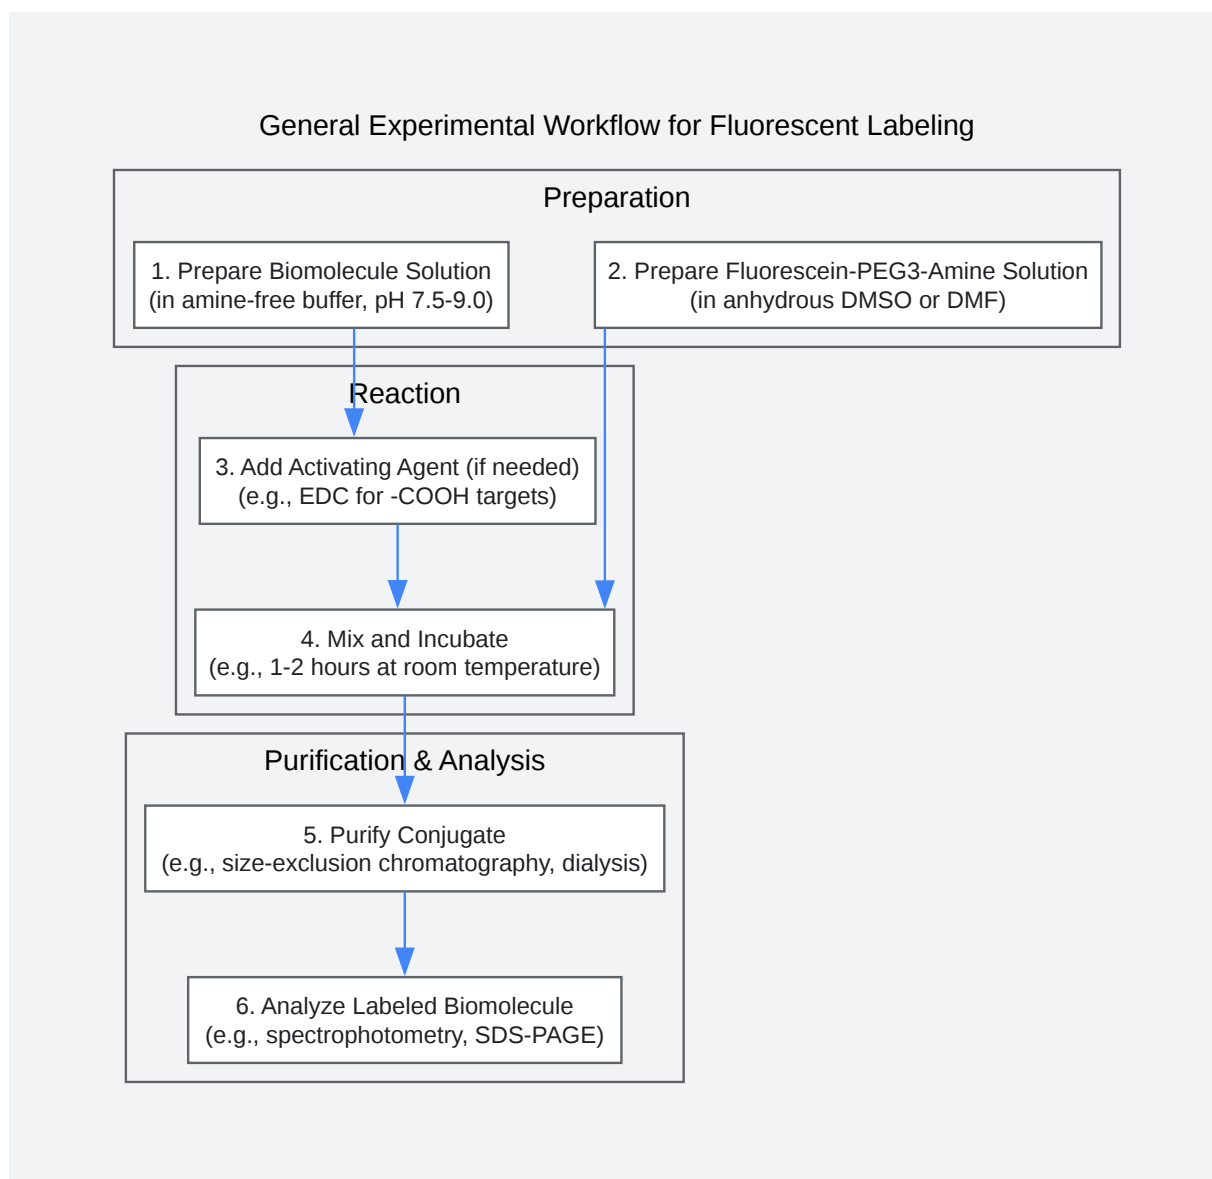 General Experimental Workflow for Fluorescent Labeling
Preparation
1. Prepare Biomolecule Solution
(in amine-free buffer, pH 7.5-9.0)
2. Prepare Fluorescein-PEG3-Amine Solution
(in anhydrous DMSO or DMF)
Reaction
3. Add Activating Agent (if needed)
(e.g., EDC for -COOH targets)
4. Mix and Incubate
(e.g., 1-2 hours at room temperature)
Purification & Analysis
5. Purify Conjugate
(e.g., size-exclusion chromatography, dialysis)
6. Analyze Labeled Biomolecule
(e.g., spectrophotometry, SDS-PAGE)